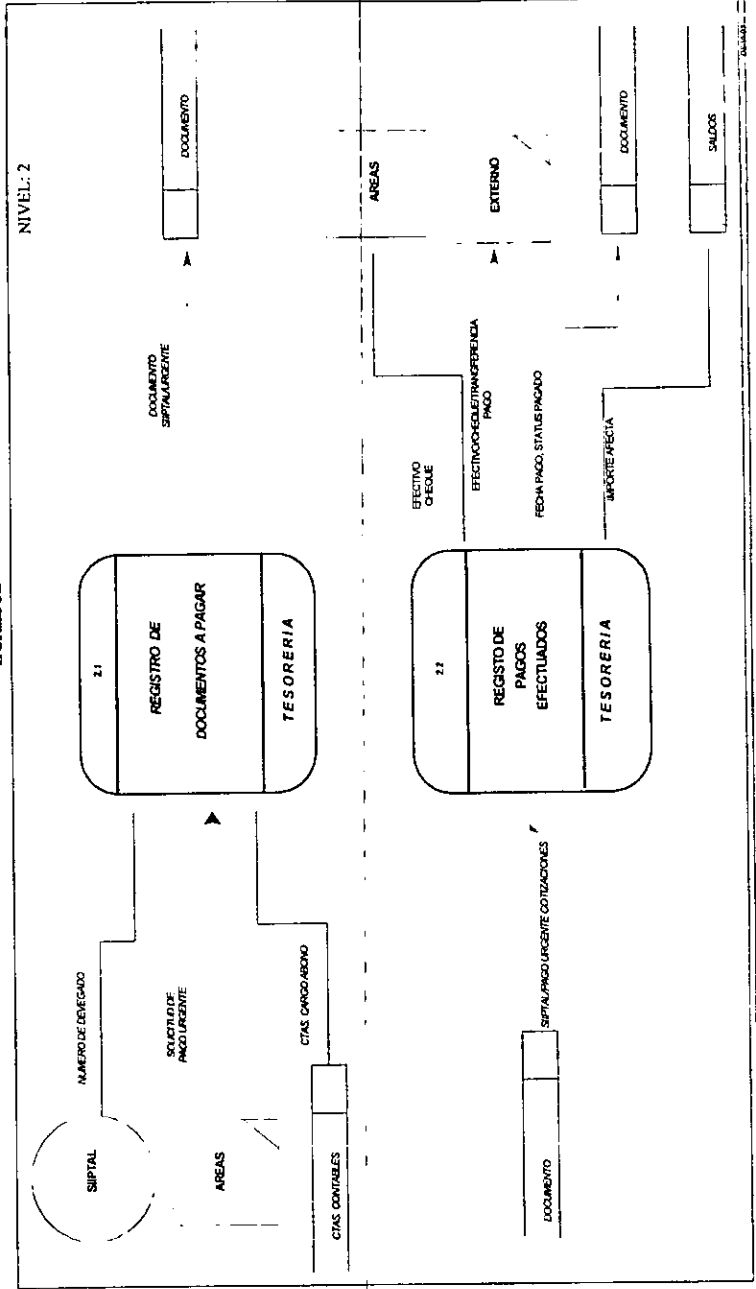 NIVEL: 2
SIIPTAL
NUMERO DE DEVEGADO
SOLICITUD DE
PAGO URGENTE
AREAS
CTAS. CONTABLES
CTAS. CARGO ABONO
2.1
REGISTRO DE
DOCUMENTOS A PAGAR
TESORERIA
DOCUMENTO
SIIPTAL/URGENTE
DOCUMENTO
DOCUMENTO
SIIPTAL/PAGO URGENTE COTIZACIONES
2.2
REGISTO DE
PAGOS
EFECTUADOS
TESORERIA
EFECTIVO
CHEQUE
EFECTIVO/CHEQUE/TRANSFERENCIA
PAGO
FECHA PAGO, STATUS PAGADO
IMPORTE AFECTA
AREAS
EXTERNO
DOCUMENTO
SALDOS